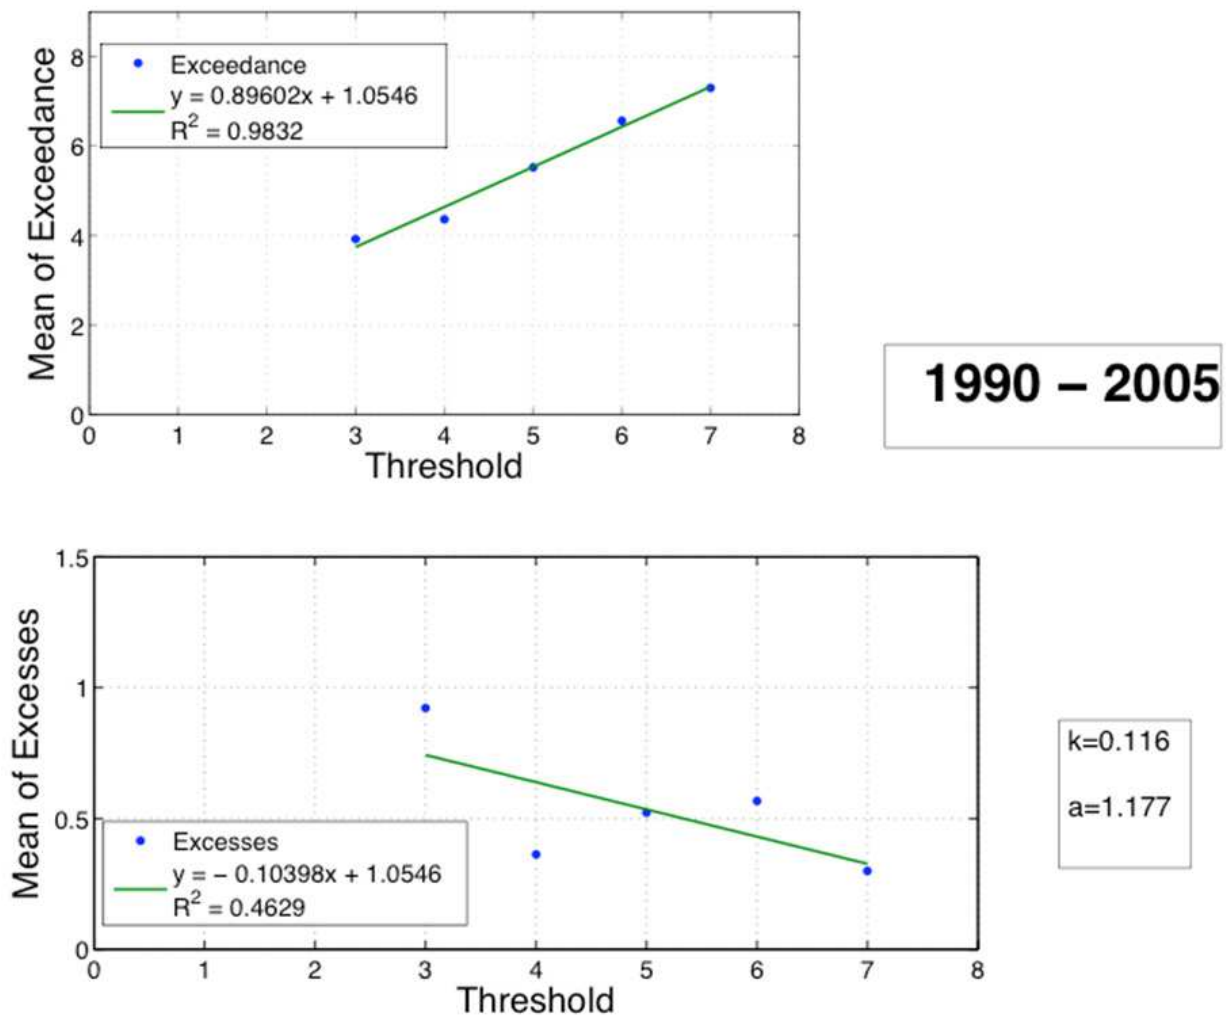 8
6
4
2
0
Mean of Exceedance
Exceedance
y = 0.89602x + 1.0546
R² = 0.9832
0 1 2 3 4 5 6 7 8
Threshold
1990 – 2005
1.5
1
0.5
0
Mean of Excesses
Excesses
y = – 0.10398x + 1.0546
R² = 0.4629
0 1 2 3 4 5 6 7 8
Threshold
k=0.116
a=1.177